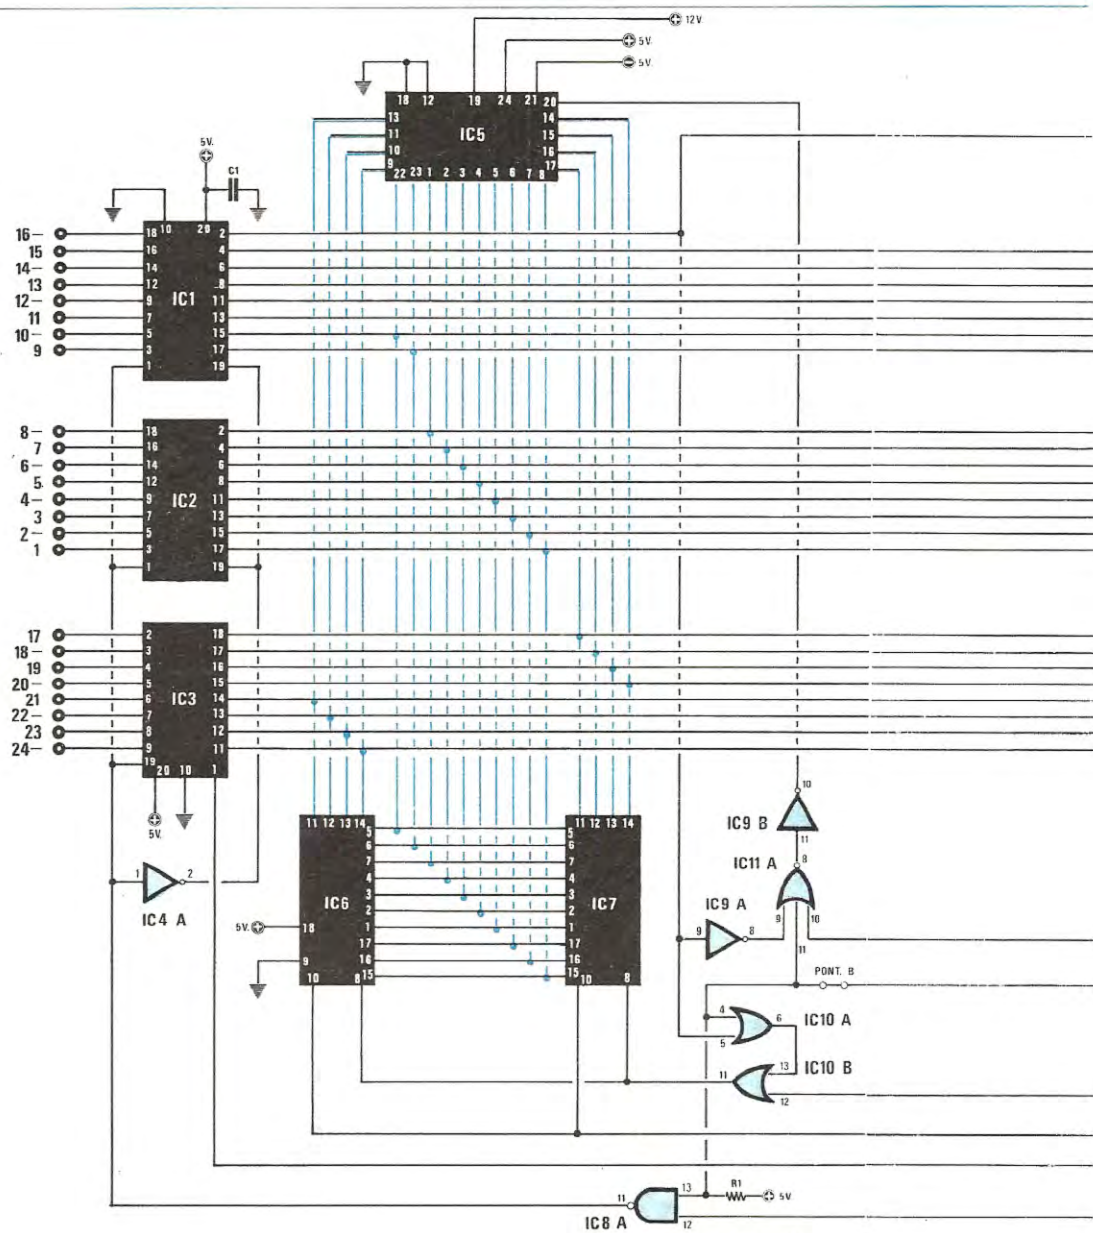 12V.
5V.
5V.
18 12 19 24 21 20
13 14
11 IC5 15
10 16
9 17
22 23 1 2 3 4 5 6 7 8
5V.
C1
10 20
16– 18 2
15 16 4
14– 14 6
13 12 8
12– 9 IC1 11
11 7 13
10– 5 15
9 3 17
1 19
8– 18 2
7 16 4
6– 14 6
5 12 8
4– 9 IC2 11
3 7 13
2– 5 15
1 3 17
1 19
17 2 18
18– 3 17
19 4 16
20– 5 15
21 6 IC3 14
22– 7 13
23 8 12
24– 9 11
19 20 10 1
5V.
1 2
IC4 A
11 12 13 14 11 12 13 14
5 5
6 6
7 7
4 4
3 3
IC6 IC7
2 2
5V. 18 1 1
17 17
9 16 16
15 15
10 8 10 8
10
IC9 B
11
IC11 A 8
IC9 A
9 10
9 8
11
PONT. B
4 6 IC10 A
5
IC10 B
11 13
12
11 13 R1 5V
IC8 A 12